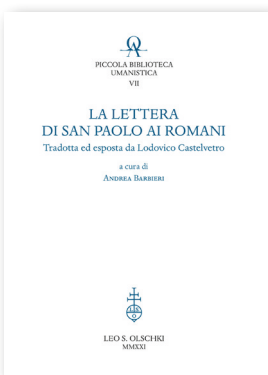 PICCOLA BIBLIOTECA
UMANISTICA
VII
LA LETTERA
DI SAN PAOLO AI ROMANI
Tradotta ed esposta da Lodovico Castelvetro
a cura di
ANDREA BARBIERI
LEO S. OLSCHKI
MMXXI